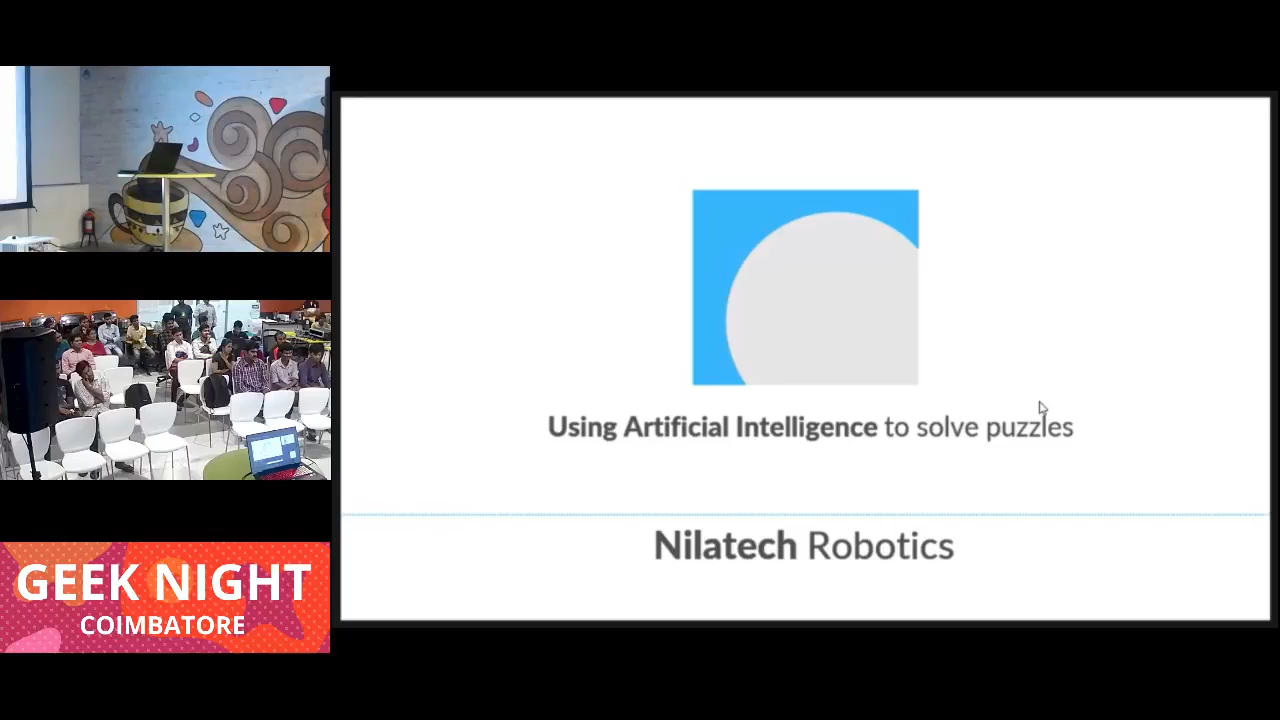 Using Artificial Intelligence to solve puzzles
Nilatech Robotics
GEEK NIGHT
COIMBATORE